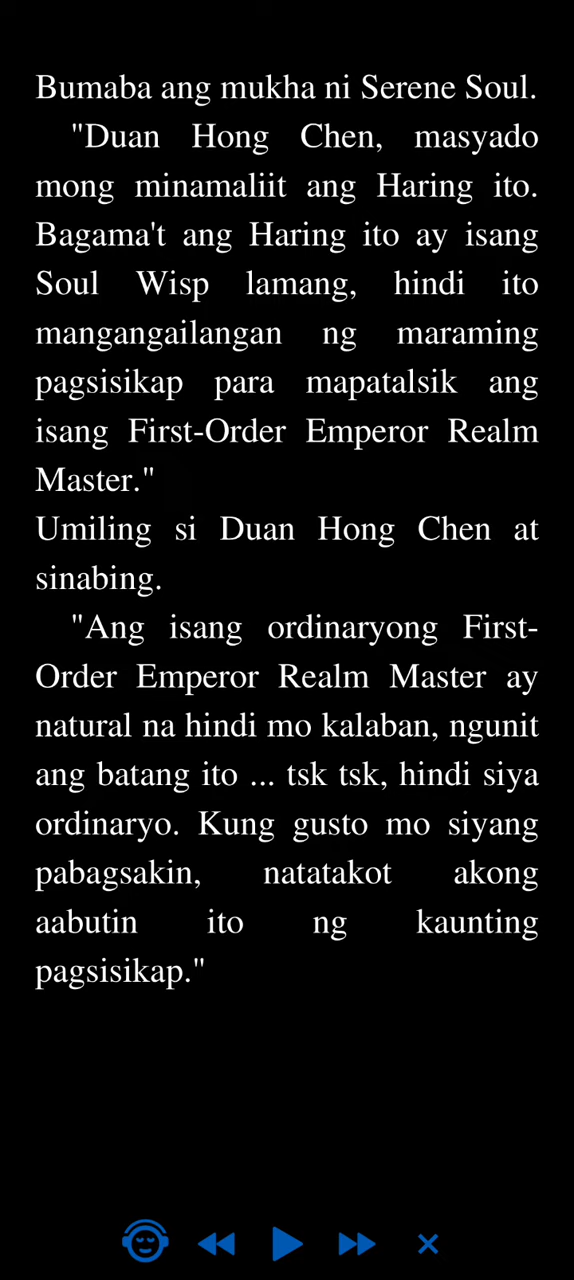 Bumaba ang mukha ni Serene Soul.
"Duan Hong Chen, masyado
mong minamaliit ang Haring ito.
Bagama't ang Haring ito ay isang
Soul Wisp lamang, hindi ito
mangangailangan ng maraming
pagsisikap para mapatalsik ang
isang First-Order Emperor Realm
Master."
Umiling si Duan Hong Chen at
sinabing.
"Ang isang ordinaryong First-
Order Emperor Realm Master ay
natural na hindi mo kalaban, ngunit
ang batang ito ... tsk tsk, hindi siya
ordinaryo. Kung gusto mo siyang
pabagsakin, natatakot akong
aabutin ito ng kaunting
pagsisikap."